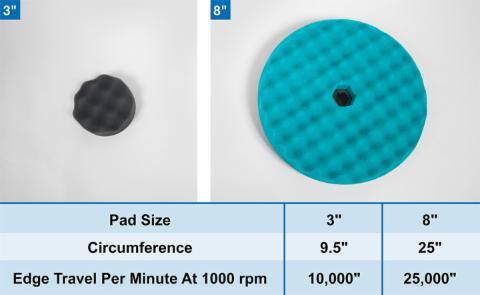 3" 8"
Pad Size 3" 8"
Circumference 9.5" 25"
Edge Travel Per Minute At 1000 rpm 10,000" 25,000"